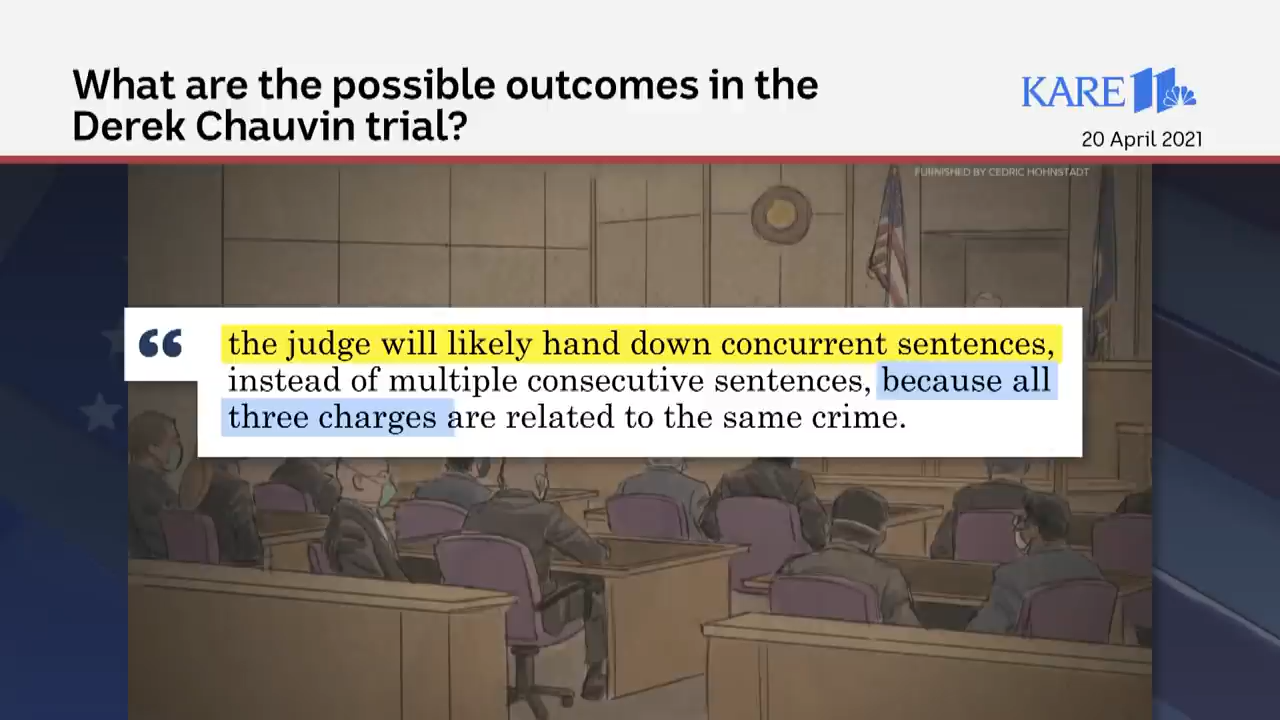 What are the possible outcomes in the
Derek Chauvin trial?
KARE 11
20 April 2021
FURNISHED BY CEDRIC HOHNSTADT
“ the judge will likely hand down concurrent sentences,
instead of multiple consecutive sentences, because all
three charges are related to the same crime.